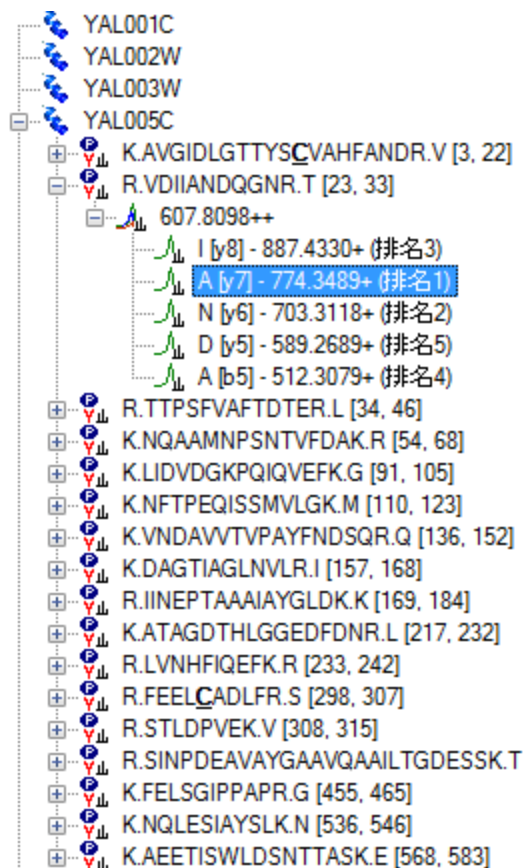 YAL001C
YAL002W
YAL003W
YAL005C
K.AVGIDLGTTYSCVAHFANDR.V [3, 22]
R.VDIIANDQGNR.T [23, 33]
607.8098++
I [y8] - 887.4330+ (排名3)
A [y7] - 774.3489+ (排名1)
N [y6] - 703.3118+ (排名2)
D [y5] - 589.2689+ (排名5)
A [b5] - 512.3079+ (排名4)
R.TTPSFVAFTDTER.L [34, 46]
K.NQAAMNPSNTVFDAK.R [54, 68]
K.LIDVDGKPQIQVEFK.G [91, 105]
K.NFTPEQISSMVLGK.M [110, 123]
K.VNDAVVTVPAYFNDSQR.Q [136, 152]
K.DAGTIAGLNVLR.I [157, 168]
R.IINEPTAAAIAYGLDK.K [169, 184]
K.ATAGDTHLGGEDFDNR.L [217, 232]
R.LVNHFIQEFK.R [233, 242]
R.FEELCADLFR.S [298, 307]
R.STLDPVEK.V [308, 315]
R.SINPDEAVAYGAAVQAAILTGDESSK.T
K.FELSGIPPAPR.G [455, 465]
K.NQLESIAYSLK.N [536, 546]
K.AEETISWLDSNTTASK.E [568, 583]